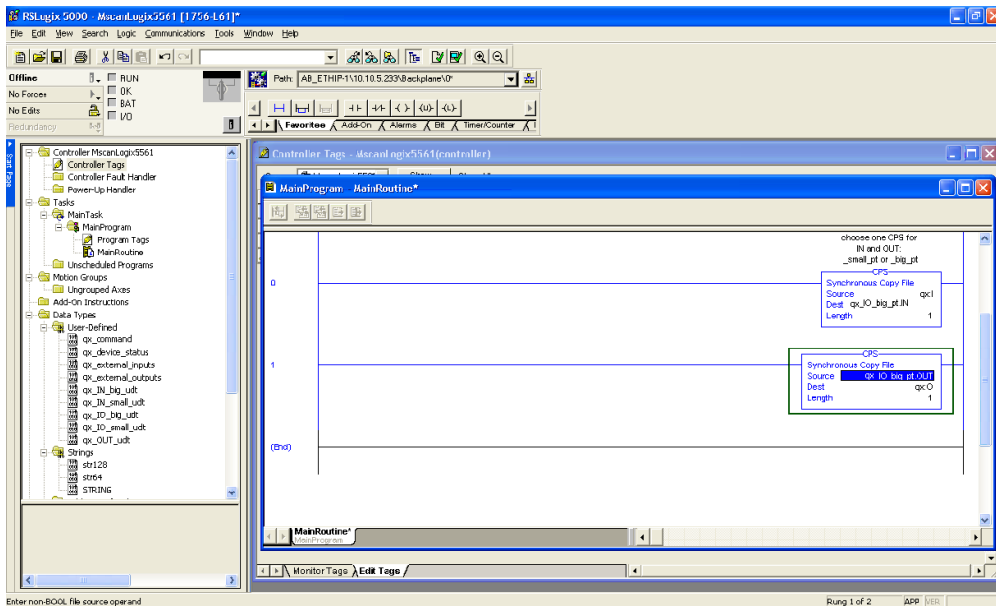 RSLogix 5000 - MscanLogix5561 [1756-L61]*
File Edit View Search Logic Communications Tools Window Help
Offline RUN
No Forces OK
No Edits BAT
I/O
Redundancy
Path: AB_ETHIP-1\10.10.5.233\Backplane\0*
Favorites Add-On Alarms Bit Timer/Counter
Start Page
Controller MscanLogix5561
Controller Tags
Controller Fault Handler
Power-Up Handler
Tasks
MainTask
MainProgram
Program Tags
MainRoutine
Unscheduled Programs
Motion Groups
Ungrouped Axes
Add-On Instructions
Data Types
User-Defined
qx_command
qx_device_status
qx_external_inputs
qx_external_outputs
qx_IN_big_udt
qx_IN_small_udt
qx_IO_big_udt
qx_IO_small_udt
qx_OUT_udt
Strings
str128
str64
STRING
Controller Tags - MscanLogix5561(controller)
MainProgram - MainRoutine*
choose one CPS for
IN and OUT:
_small_pt or _big_pt
0
CPS
Synchronous Copy File
Source qx:I
Dest qx_IO_big_pt.IN
Length 1
1
CPS
Synchronous Copy File
Source qx_IO_big_pt.OUT
Dest qx:O
Length 1
(End)
MainRoutine*
MainProgram
Monitor Tags Edit Tags
Enter non-BOOL file source operand
Rung 1 of 2 APP VER